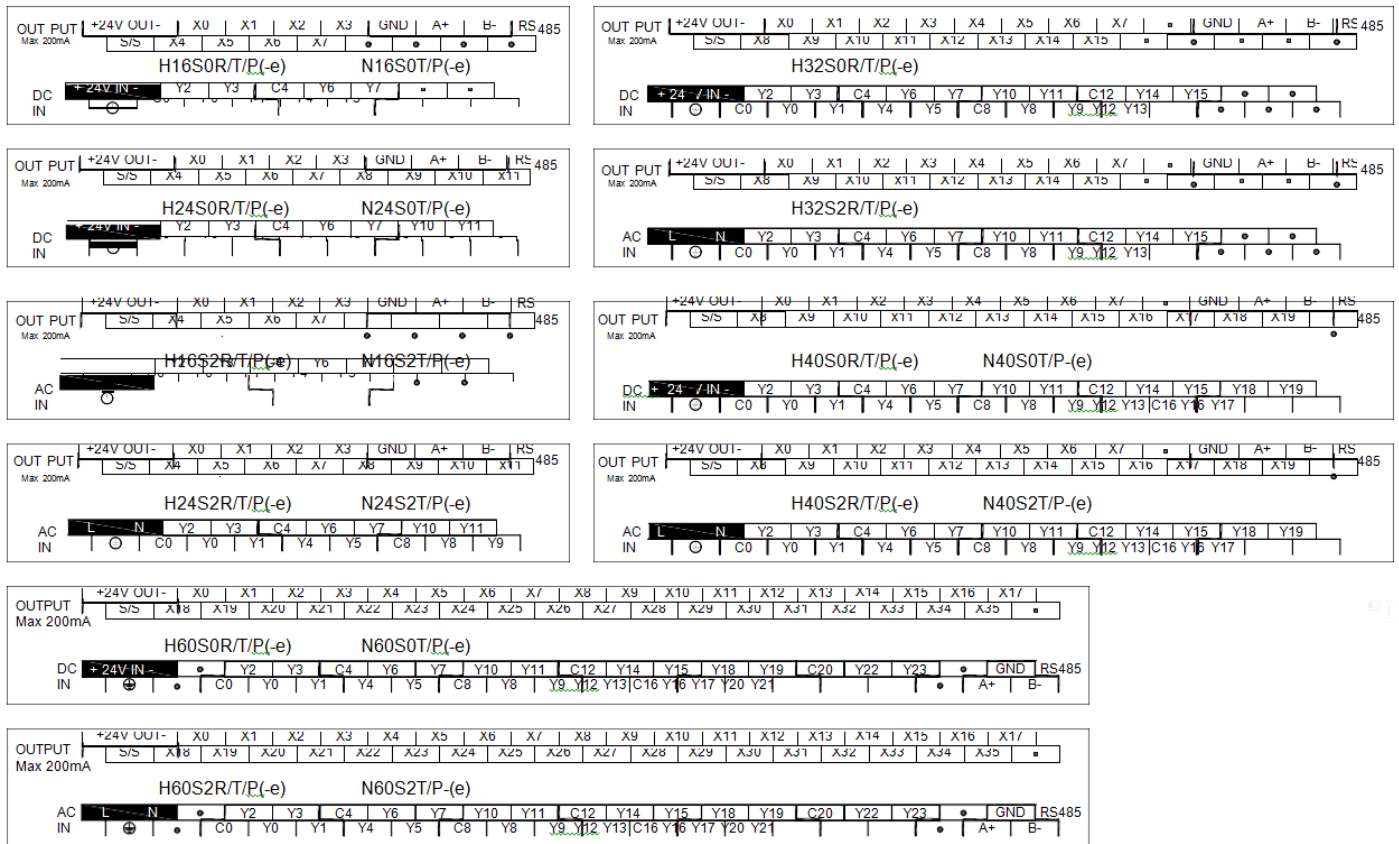 +24V OUT- X0 X1 X2 X3 GND A+ B- RS 485
OUT PUT
Max 200mA
S/S X4 X5 X6 X7
H16S0R/T/P(-e) N16S0T/P(-e)
DC + 24V IN - Y2 Y3 C4 Y6 Y7
IN
+24V OUT- X0 X1 X2 X3 X4 X5 X6 X7 GND A+ B- RS 485
OUT PUT
Max 200mA
S/S X8 X9 X10 X11 X12 X13 X14 X15
H32S0R/T/P(-e)
DC + 24 V IN - Y2 Y3 C4 Y6 Y7 Y10 Y11 C12 Y14 Y15
IN C0 Y0 Y1 Y4 Y5 C8 Y8 Y9 Y12 Y13
+24V OUT- X0 X1 X2 X3 GND A+ B- RS 485
OUT PUT
Max 200mA
S/S X4 X5 X6 X7 X8 X9 X10 X11
H24S0R/T/P(-e) N24S0T/P(-e)
DC + 24V IN - Y2 Y3 C4 Y6 Y7 Y10 Y11
IN
+24V OUT- X0 X1 X2 X3 X4 X5 X6 X7 GND A+ B- RS 485
OUT PUT
Max 200mA
S/S X8 X9 X10 X11 X12 X13 X14 X15
H32S2R/T/P(-e)
AC L N Y2 Y3 C4 Y6 Y7 Y10 Y11 C12 Y14 Y15
IN C0 Y0 Y1 Y4 Y5 C8 Y8 Y9 Y12 Y13
+24V OUT- X0 X1 X2 X3 GND A+ B- RS
OUT PUT S/S X4 X5 X6 X7 485
Max 200mA
H16S2R/T/P(-e) N16S2T/P(-e)
Y6
AC
IN
+24V OUT- X0 X1 X2 X3 X4 X5 X6 X7 GND A+ B- RS
OUT PUT S/S X8 X9 X10 X11 X12 X13 X14 X15 X16 X17 X18 X19 485
Max 200mA
H40S0R/T/P(-e) N40S0T/P-(e)
DC + 24 V IN - Y2 Y3 C4 Y6 Y7 Y10 Y11 C12 Y14 Y15 Y18 Y19
IN C0 Y0 Y1 Y4 Y5 C8 Y8 Y9 Y12 Y13 C16 Y16 Y17
+24V OUT- X0 X1 X2 X3 GND A+ B- RS
OUT PUT S/S X4 X5 X6 X7 X8 X9 X10 X11 485
Max 200mA
H24S2R/T/P(-e) N24S2T/P(-e)
AC L N Y2 Y3 C4 Y6 Y7 Y10 Y11
IN C0 Y0 Y1 Y4 Y5 C8 Y8 Y9
+24V OUT- X0 X1 X2 X3 X4 X5 X6 X7 GND A+ B- RS
OUT PUT S/S X8 X9 X10 X11 X12 X13 X14 X15 X16 X17 X18 X19 485
Max 200mA
H40S2R/T/P(-e) N40S2T/P-(e)
AC L N Y2 Y3 C4 Y6 Y7 Y10 Y11 C12 Y14 Y15 Y18 Y19
IN C0 Y0 Y1 Y4 Y5 C8 Y8 Y9 Y12 Y13 C16 Y16 Y17
+24V OUT- X0 X1 X2 X3 X4 X5 X6 X7 X8 X9 X10 X11 X12 X13 X14 X15 X16 X17
OUTPUT S/S X18 X19 X20 X21 X22 X23 X24 X25 X26 X27 X28 X29 X30 X31 X32 X33 X34 X35
Max 200mA
H60S0R/T/P(-e) N60S0T/P(-e)
DC + 24V IN - Y2 Y3 C4 Y6 Y7 Y10 Y11 C12 Y14 Y15 Y18 Y19 C20 Y22 Y23 GND RS485
IN C0 Y0 Y1 Y4 Y5 C8 Y8 Y9 Y12 Y13 C16 Y16 Y17 Y20 Y21 A+ B-
+24V OUT- X0 X1 X2 X3 X4 X5 X6 X7 X8 X9 X10 X11 X12 X13 X14 X15 X16 X17
OUTPUT S/S X18 X19 X20 X21 X22 X23 X24 X25 X26 X27 X28 X29 X30 X31 X32 X33 X34 X35
Max 200mA
H60S2R/T/P(-e) N60S2T/P-(e)
AC L N Y2 Y3 C4 Y6 Y7 Y10 Y11 C12 Y14 Y15 Y18 Y19 C20 Y22 Y23 GND RS485
IN C0 Y0 Y1 Y4 Y5 C8 Y8 Y9 Y12 Y13 C16 Y16 Y17 Y20 Y21 A+ B-